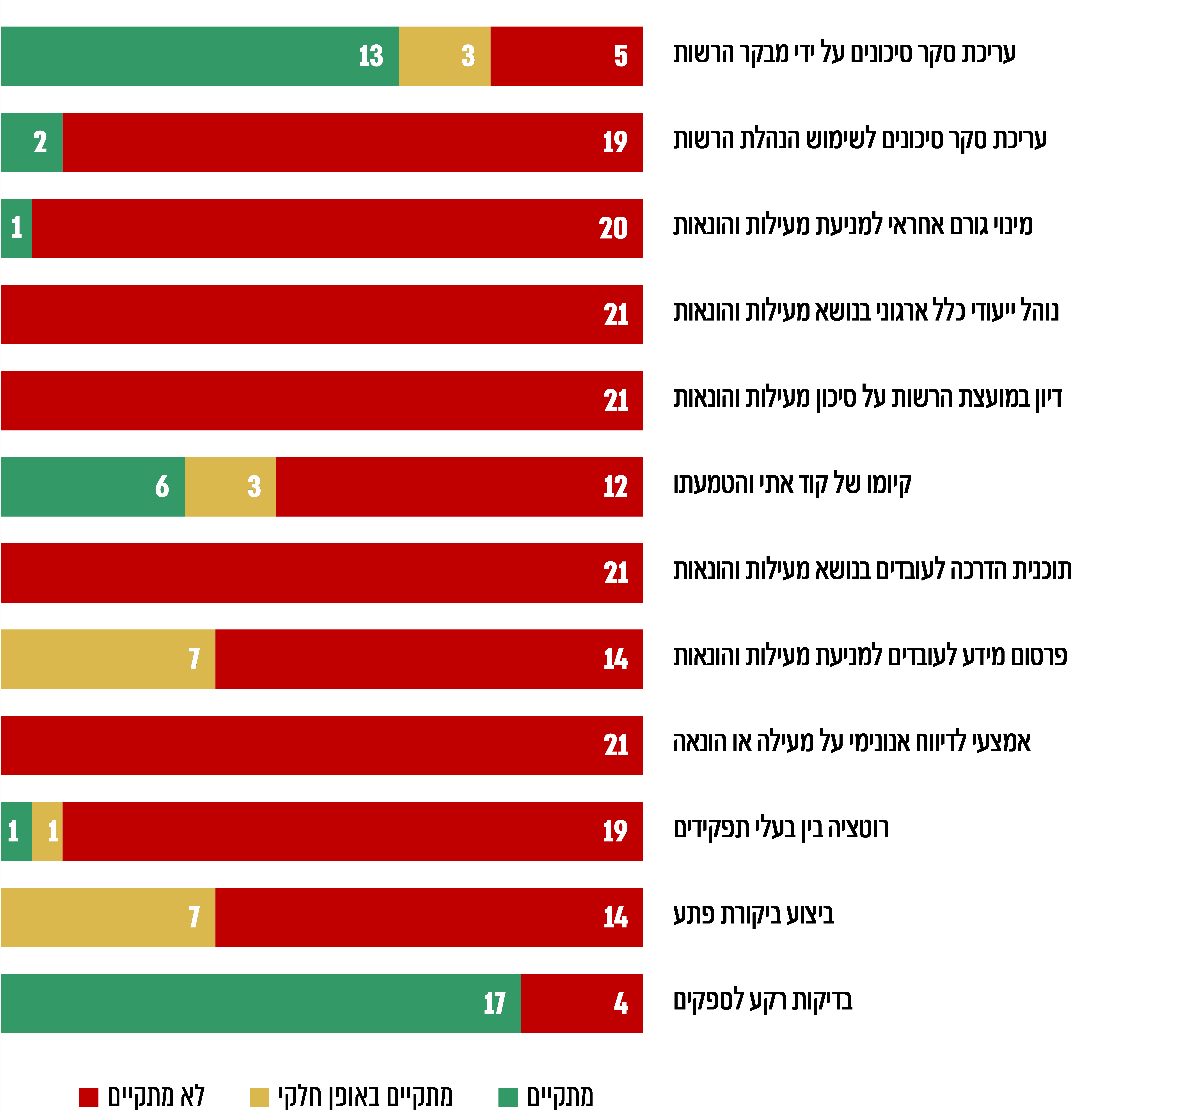 עריכת סקר סיכונים על ידי מבקר הרשות 5 3 13
עריכת סקר סיכונים לשימוש הנהלת הרשות 19 2
מינוי גורם אחראי למניעת מעילות והונאות 20 1
נוהל ייעודי כלל ארגוני בנושא מעילות והונאות 21
דיון במועצת הרשות על סיכון מעילות והונאות 21
קיומו של קוד אתי והטמעתו 12 3 6
תוכנית הדרכה לעובדים בנושא מעילות והונאות 21
פרסום מידע לעובדים למניעת מעילות והונאות 14 7
אמצעי לדיווח אנונימי על מעילה או הונאה 21
רוטציה בין בעלי תפקידים 19 1 1
ביצוע ביקורת פתע 14 7
בדיקות רקע לספקים 4 17
מתקיים מתקיים באופן חלקי לא מתקיים